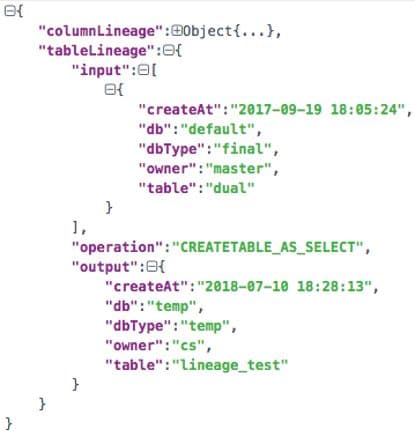 {
"columnLineage":Object{...},
"tableLineage":{
"input":[
{
"createAt":"2017-09-19 18:05:24",
"db":"default",
"dbType":"final",
"owner":"master",
"table":"dual"
}
],
"operation":"CREATETABLE_AS_SELECT",
"output":{
"createAt":"2018-07-10 18:28:13",
"db":"temp",
"dbType":"temp",
"owner":"cs",
"table":"lineage_test"
}
}
}